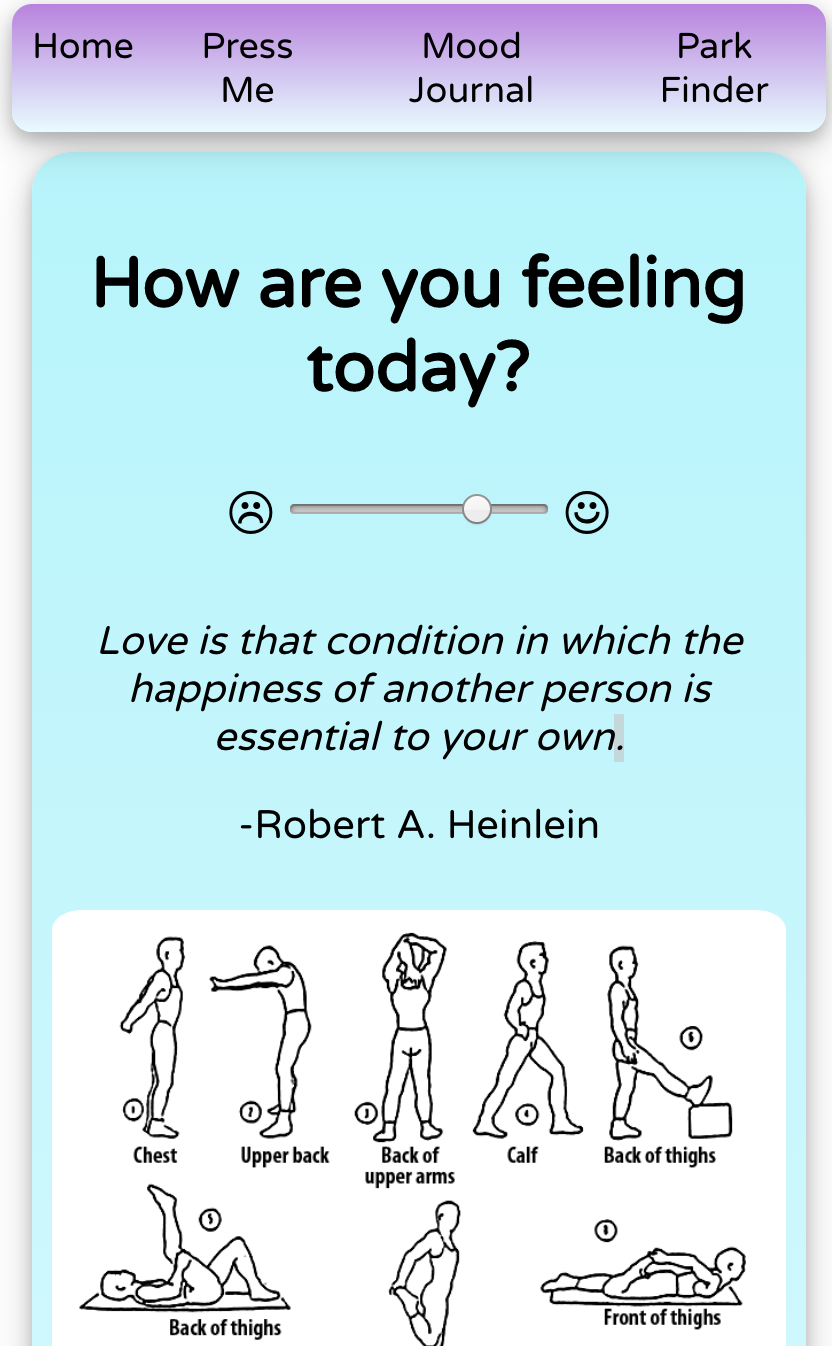 Home
Press Me
Mood Journal
Park Finder
How are you feeling
today?
Love is that condition in which the
happiness of another person is
essential to your own.
-Robert A. Heinlein
1
2
3
4
6
Chest
Upper back
Back of
upper arms
Calf
Back of thighs
5
8
Back of thighs
Front of thighs